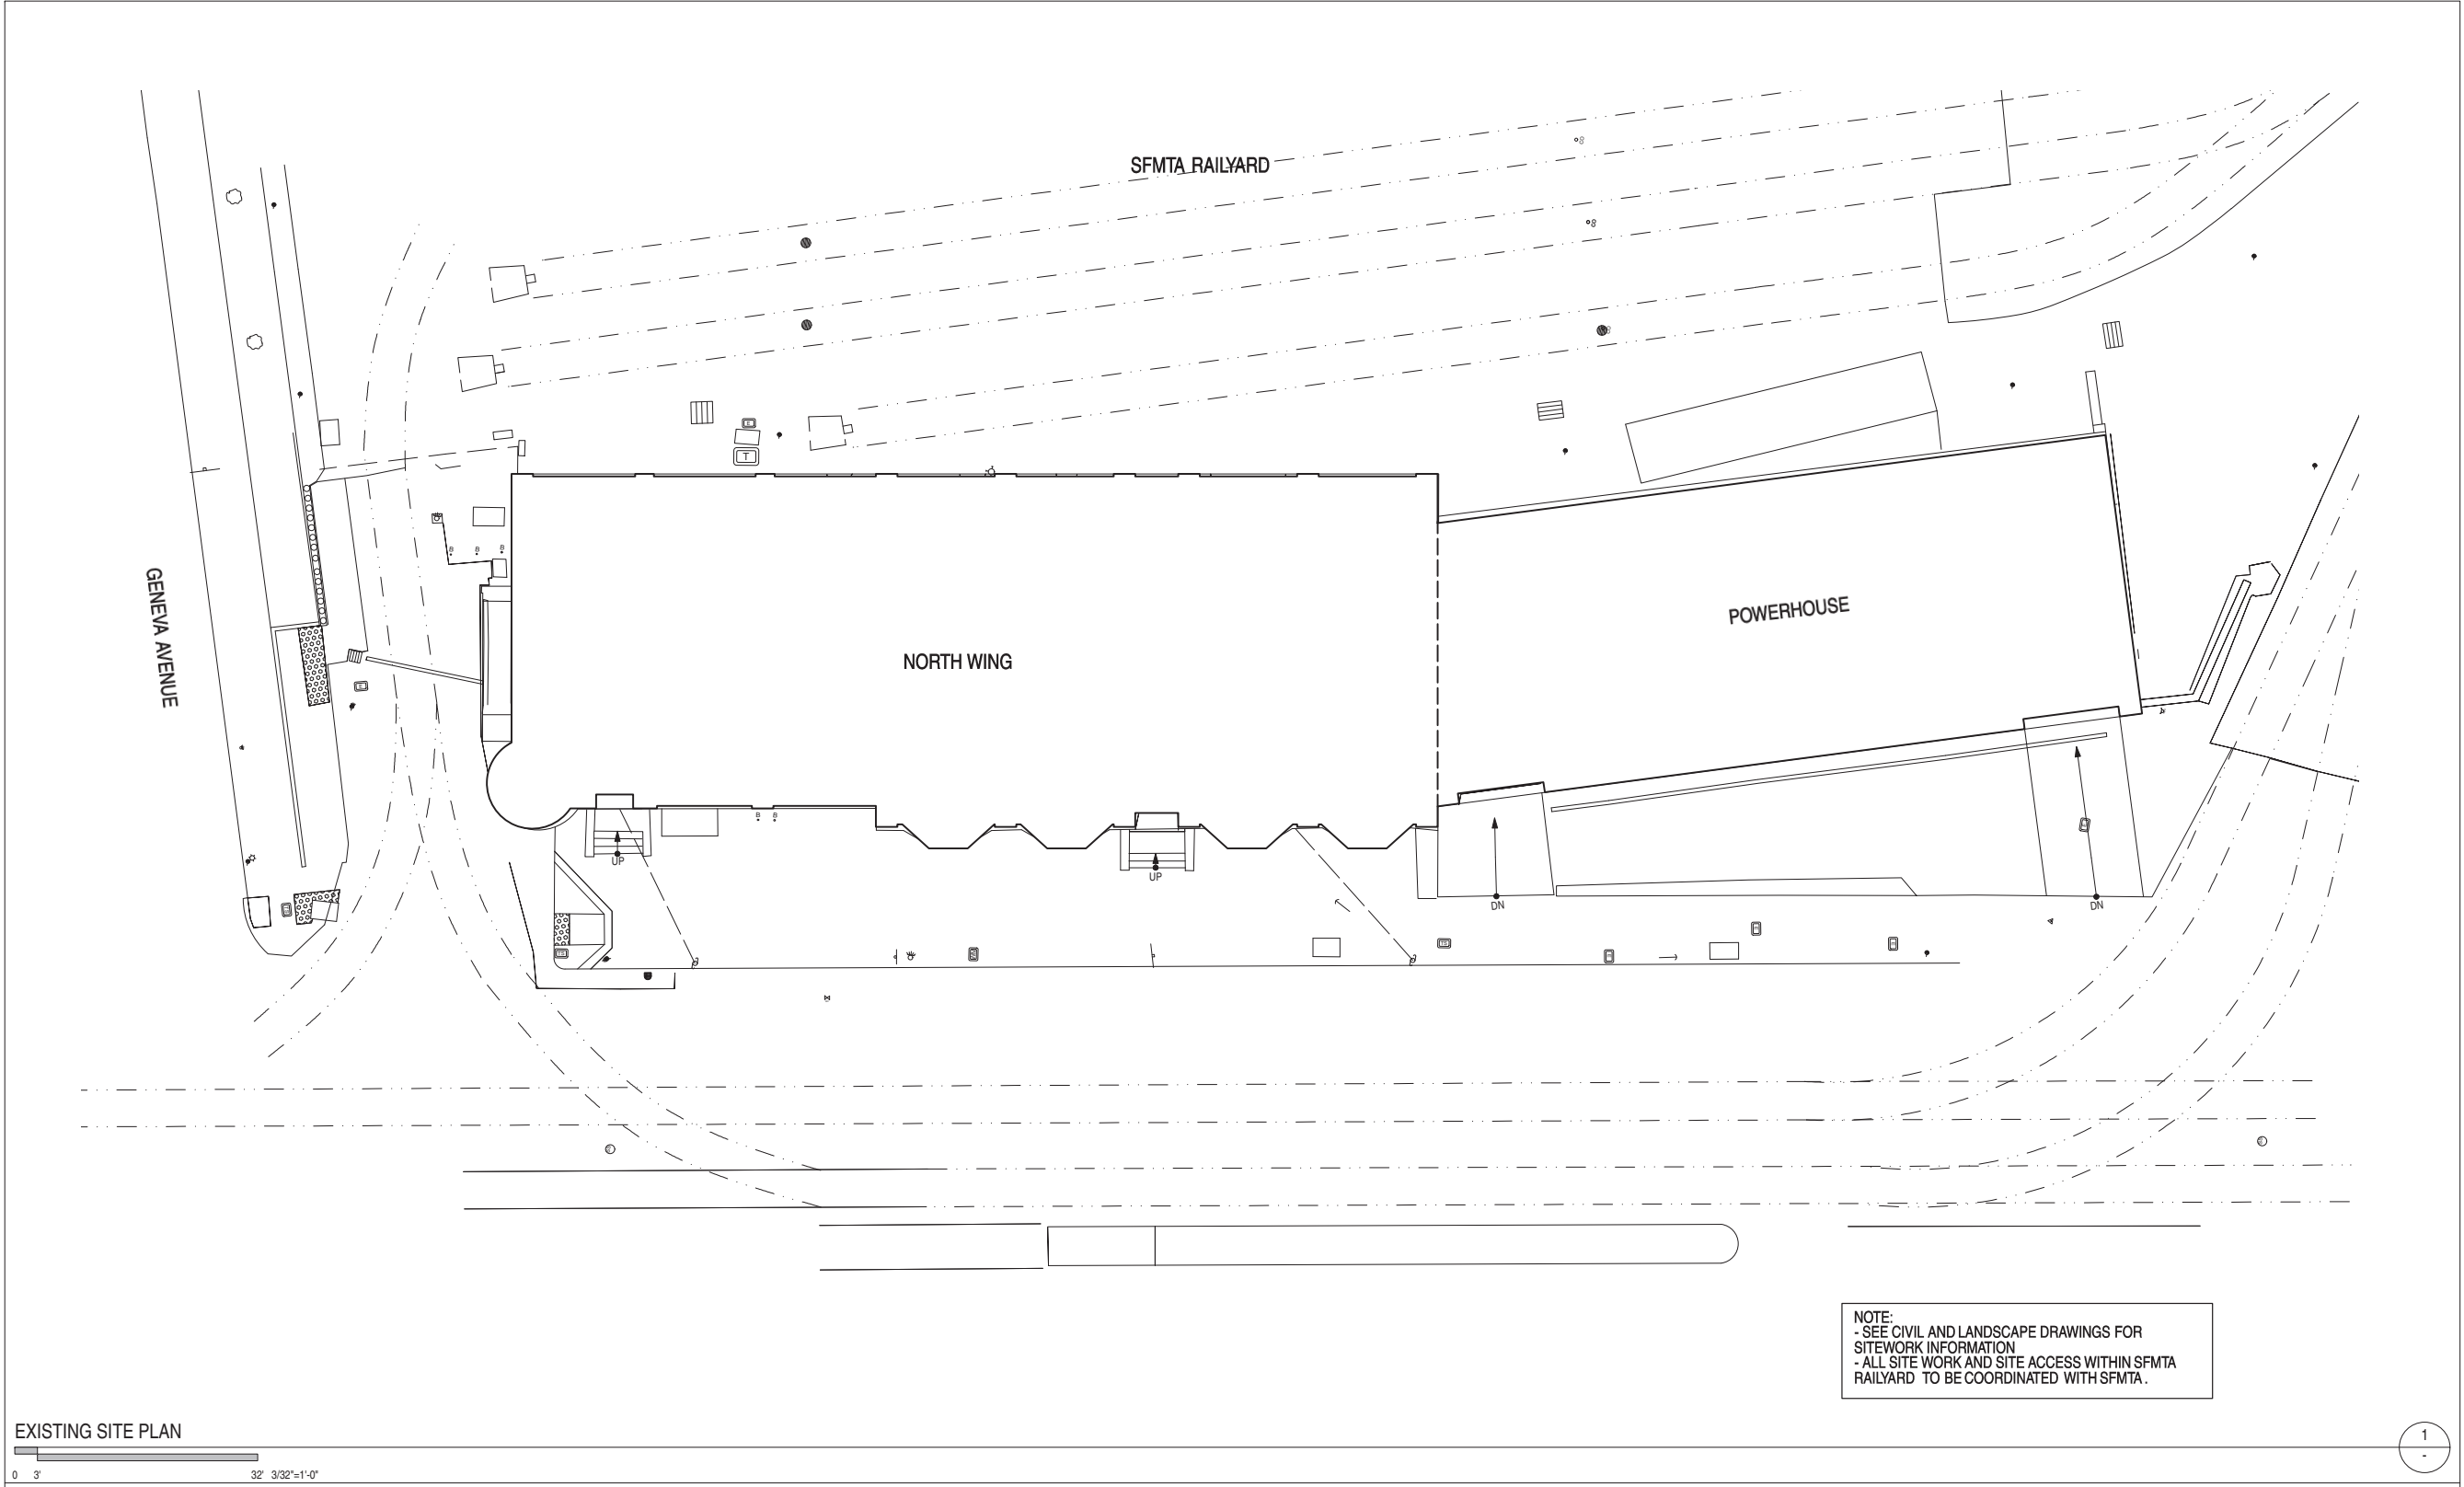 SFMTA RAILYARD
T
GENEVA AVENUE
POWERHOUSE
NORTH WING
UP
UP
DN
DN
NOTE:
- SEE CIVIL AND LANDSCAPE DRAWINGS FOR
SITEWORK INFORMATION
- ALL SITE WORK AND SITE ACCESS WITHIN SFMTA
RAILYARD TO BE COORDINATED WITH SFMTA.
EXISTING SITE PLAN
1
-
0 3' 32' 3/32"=1'-0"